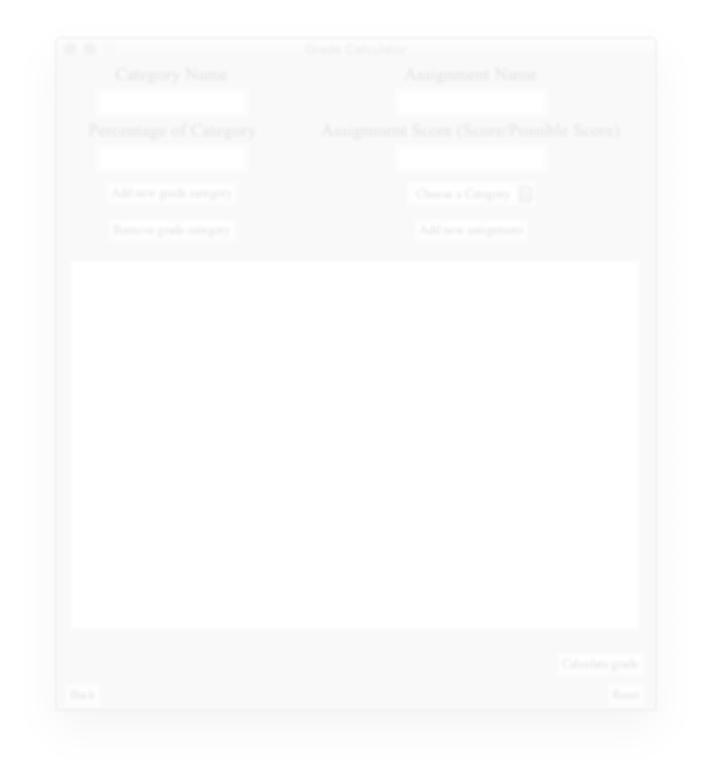 Grade Calculator
Category Name
Assignment Name
Percentage of Category
Assignment Score (Score/Possible Score)
Add new grade category
Choose a Category
Remove grade category
Add new assignment
Calculate grade
Back
Reset